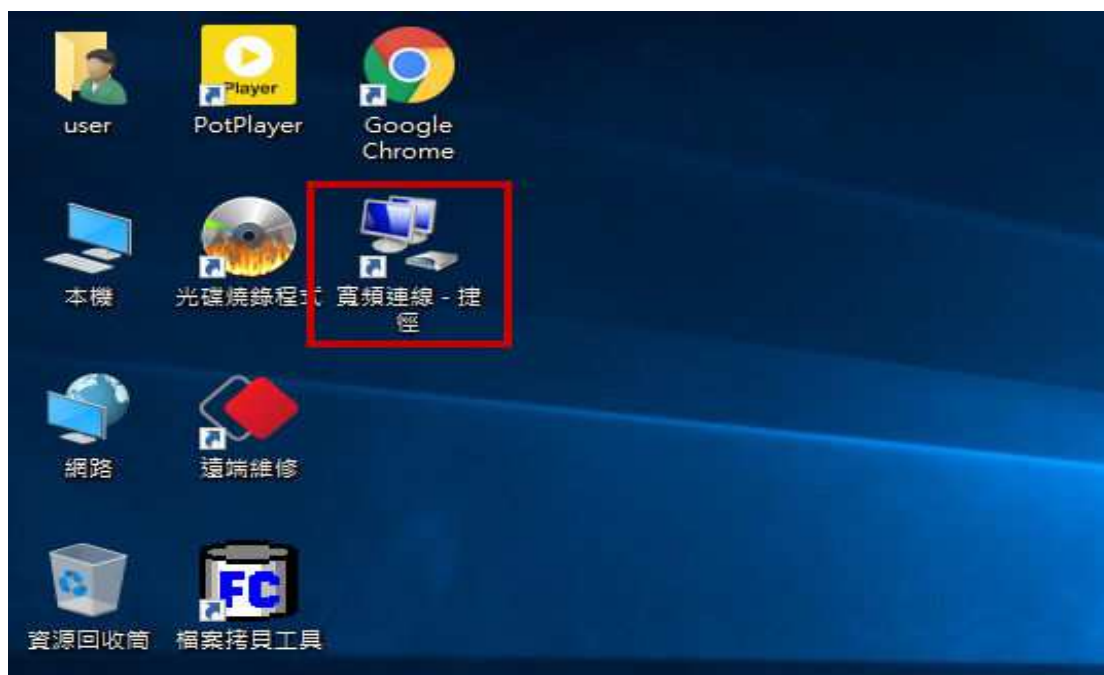 user
Player
PotPlayer
Google
Chrome
本機
光碟燒錄程式
寬頻連線 - 捷
徑
網路
遠端維修
資源回收筒
FC
檔案拷貝工具